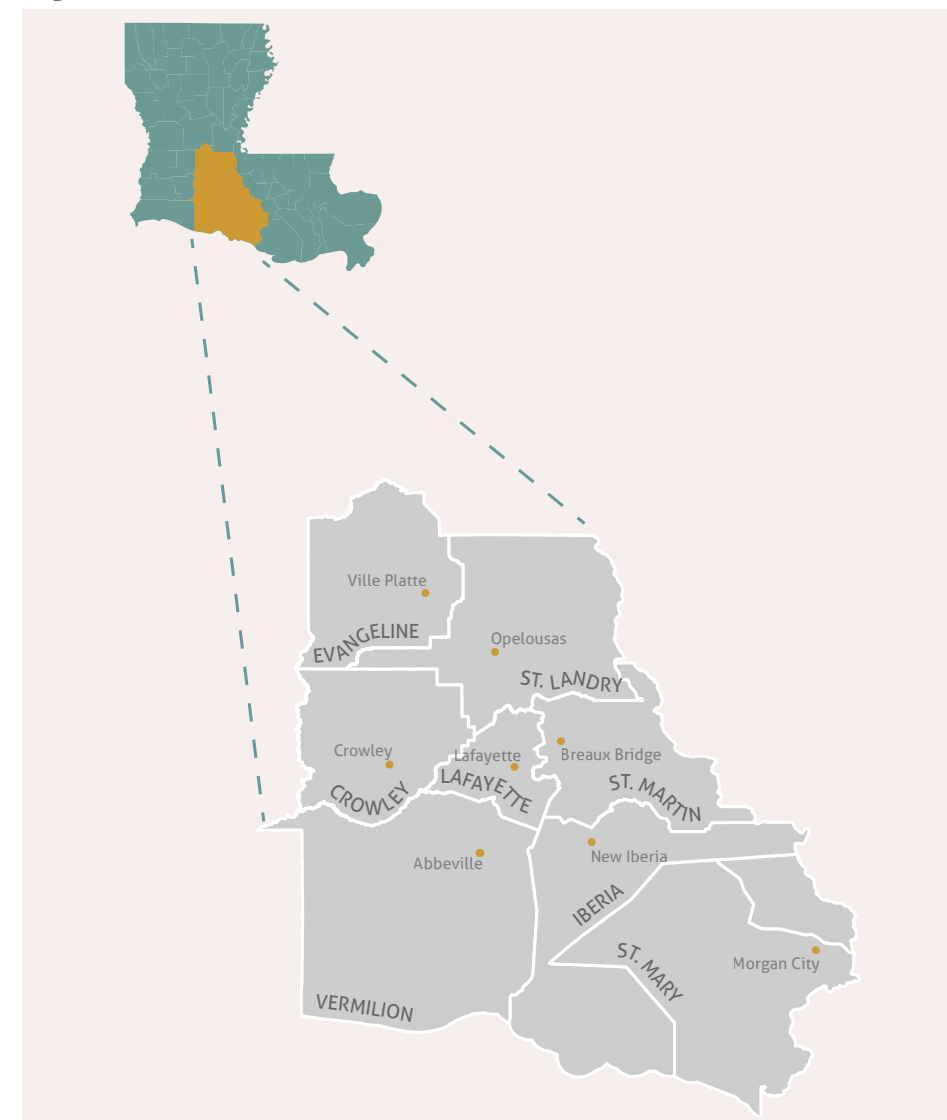 Ville Platte
EVANGELINE
Opelousas
ST. LANDRY
Crowley
CROWLEY
Lafayette
LAFAYETTE
Breaux Bridge
ST. MARTIN
Abbeville
New Iberia
IBERIA
ST. MARY
Morgan City
VERMILION